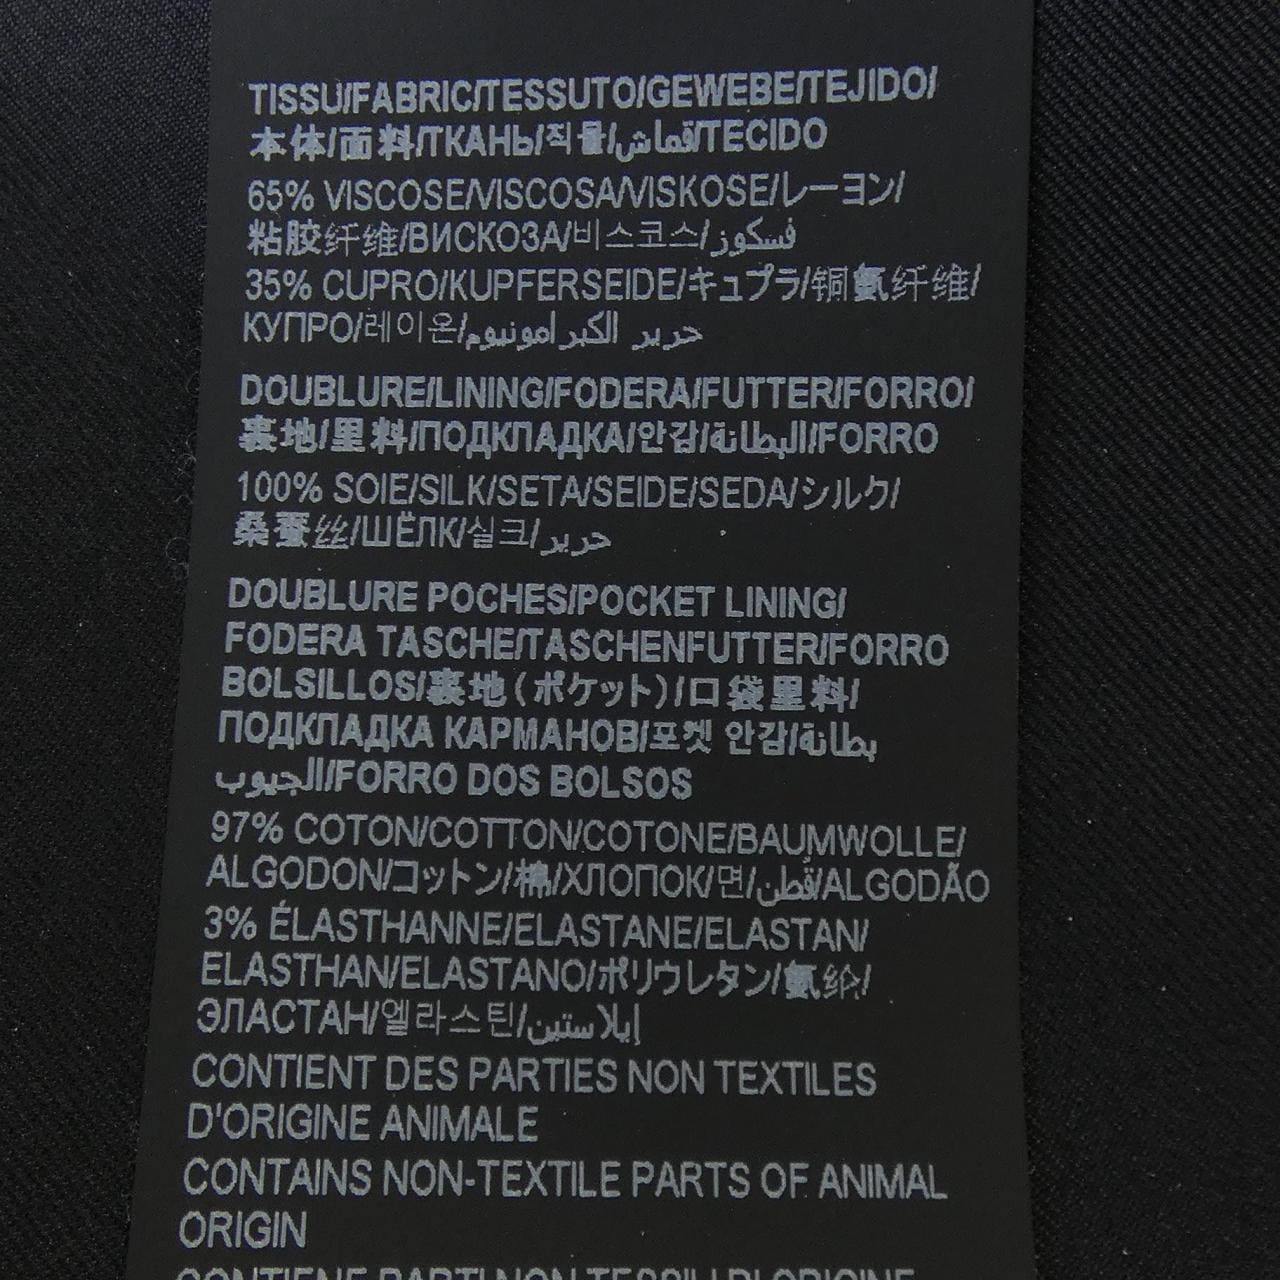 TISSU/FABRIC/TESSUTO/GEWEBE/TEJIDO/
本体/面料/ТКАНЬ/직물/قماش/TECIDO
65% VISCOSE/VISCOSA/VISKOSE/レーヨン/
粘胶纤维/ВИСКОЗА/비스코스/فسكوز
35% CUPRO/KUPFERSEIDE/キュプラ/铜氨纤维/
КУПРО/레이온/حرير الكبرامونيوم
DOUBLURE/LINING/FODERA/FUTTER/FORRO/
裏地/里料/ПОДКЛАДКА/안감/البطانة/FORRO
100% SOIE/SILK/SETA/SEIDE/SEDA/シルク/
桑蚕丝/ШЁЛК/실크/حرير
DOUBLURE POCHES/POCKET LINING/
FODERA TASCHE/TASCHENFUTTER/FORRO
BOLSILLOS/裏地(ポケット)/口袋里料/
ПОДКЛАДКА КАРМАНОВ/포켓 안감/بطانة
الجيوب/FORRO DOS BOLSOS
97% COTON/COTTON/COTONE/BAUMWOLLE/
ALGODON/コットン/棉/ХЛОПОК/면/قطن/ALGODÃO
3% ÉLASTHANNE/ELASTANE/ELASTAN/
ELASTHAN/ELASTANO/ポリウレタン/氨纶/
ЭЛАСТАН/엘라스틴/إيلاستين
CONTIENT DES PARTIES NON TEXTILES
D'ORIGINE ANIMALE
CONTAINS NON-TEXTILE PARTS OF ANIMAL
ORIGIN
CONTIENE PARTI NON TESSILI D'ORIGINE